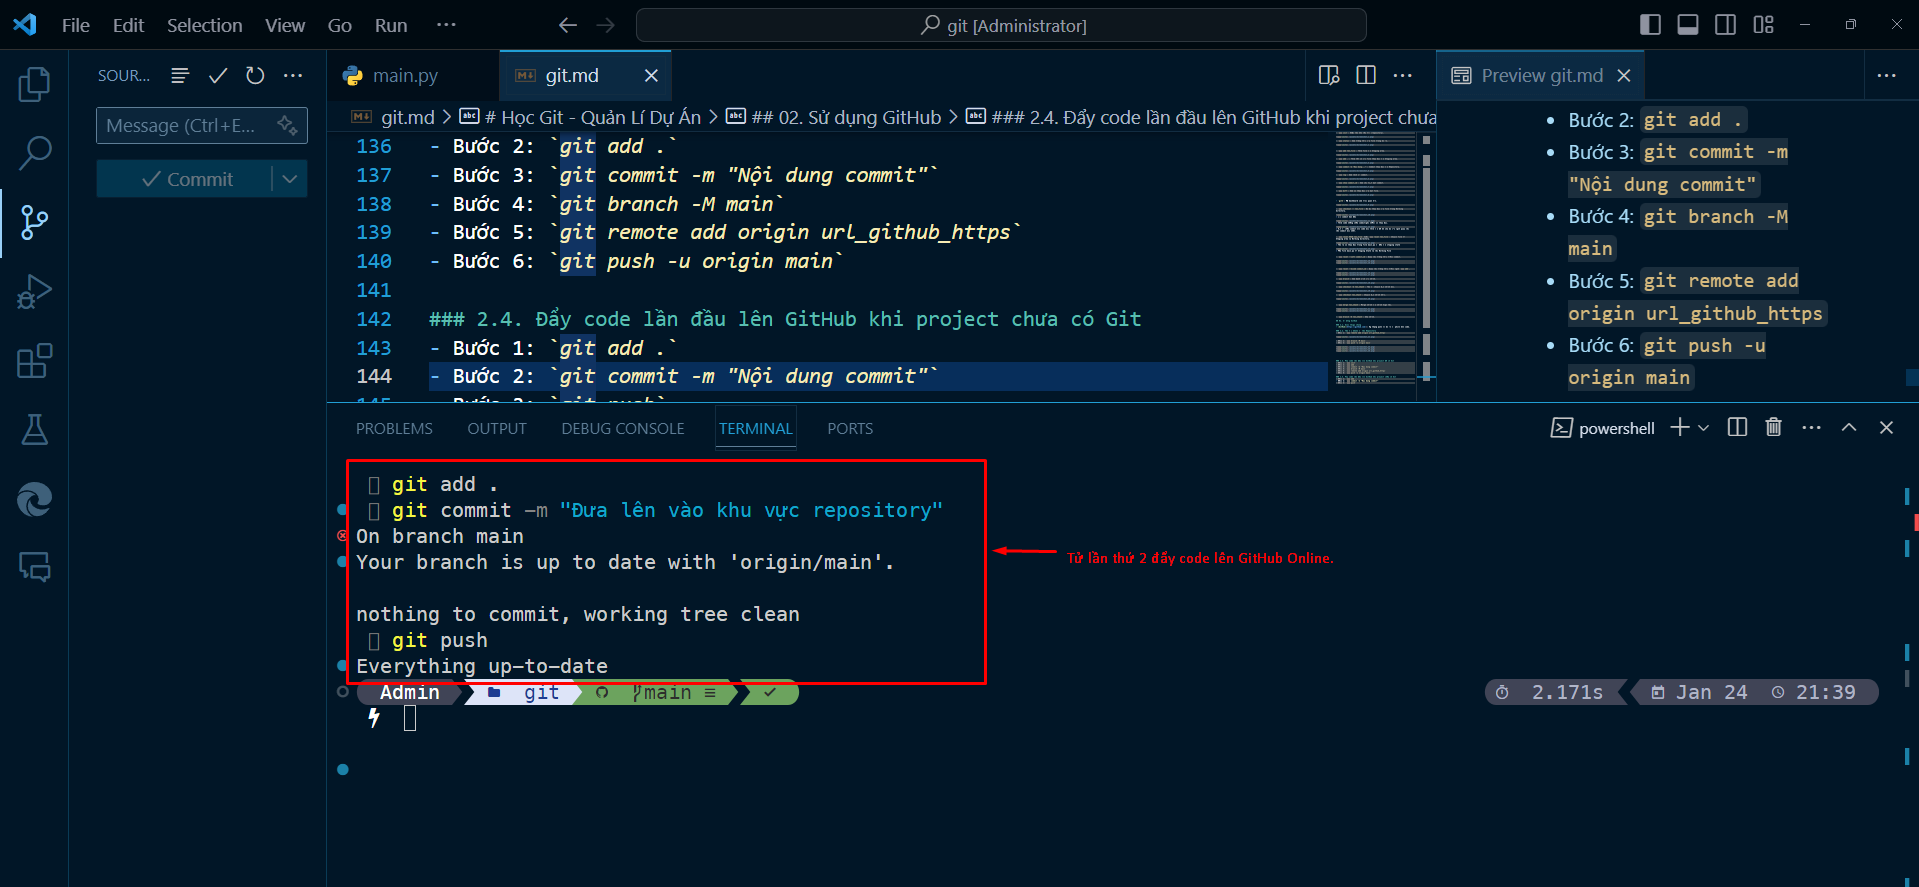 File Edit Selection View Go Run ···
git [Administrator]
SOUR...
Message (Ctrl+E...
Commit
main.py
git.md
git.md > # Học Git - Quản Lí Dự Án > ## 02. Sử dụng GitHub > ### 2.4. Đẩy code lần đầu lên GitHub khi project chưa
136 - Bước 2: `git add .`
137 - Bước 3: `git commit -m "Nội dung commit"`
138 - Bước 4: `git branch -M main`
139 - Bước 5: `git remote add origin url_github_https`
140 - Bước 6: `git push -u origin main`
141
142 ### 2.4. Đẩy code lần đầu lên GitHub khi project chưa có Git
143 - Bước 1: `git add .`
144 - Bước 2: `git commit -m "Nội dung commit"`
145 - Bước 3: `git push`
Preview git.md
• Bước 2: git add .
• Bước 3: git commit -m
"Nội dung commit"
• Bước 4: git branch -M
main
• Bước 5: git remote add
origin url_github_https
• Bước 6: git push -u
origin main
PROBLEMS OUTPUT DEBUG CONSOLE TERMINAL PORTS
powershell
git add .
git commit -m "Đưa lên vào khu vực repository"
On branch main
Your branch is up to date with 'origin/main'.
nothing to commit, working tree clean
git push
Everything up-to-date
Từ lần thứ 2 đẩy code lên GitHub Online.
Admin git main ≡ ✓
2.171s Jan 24 21:39